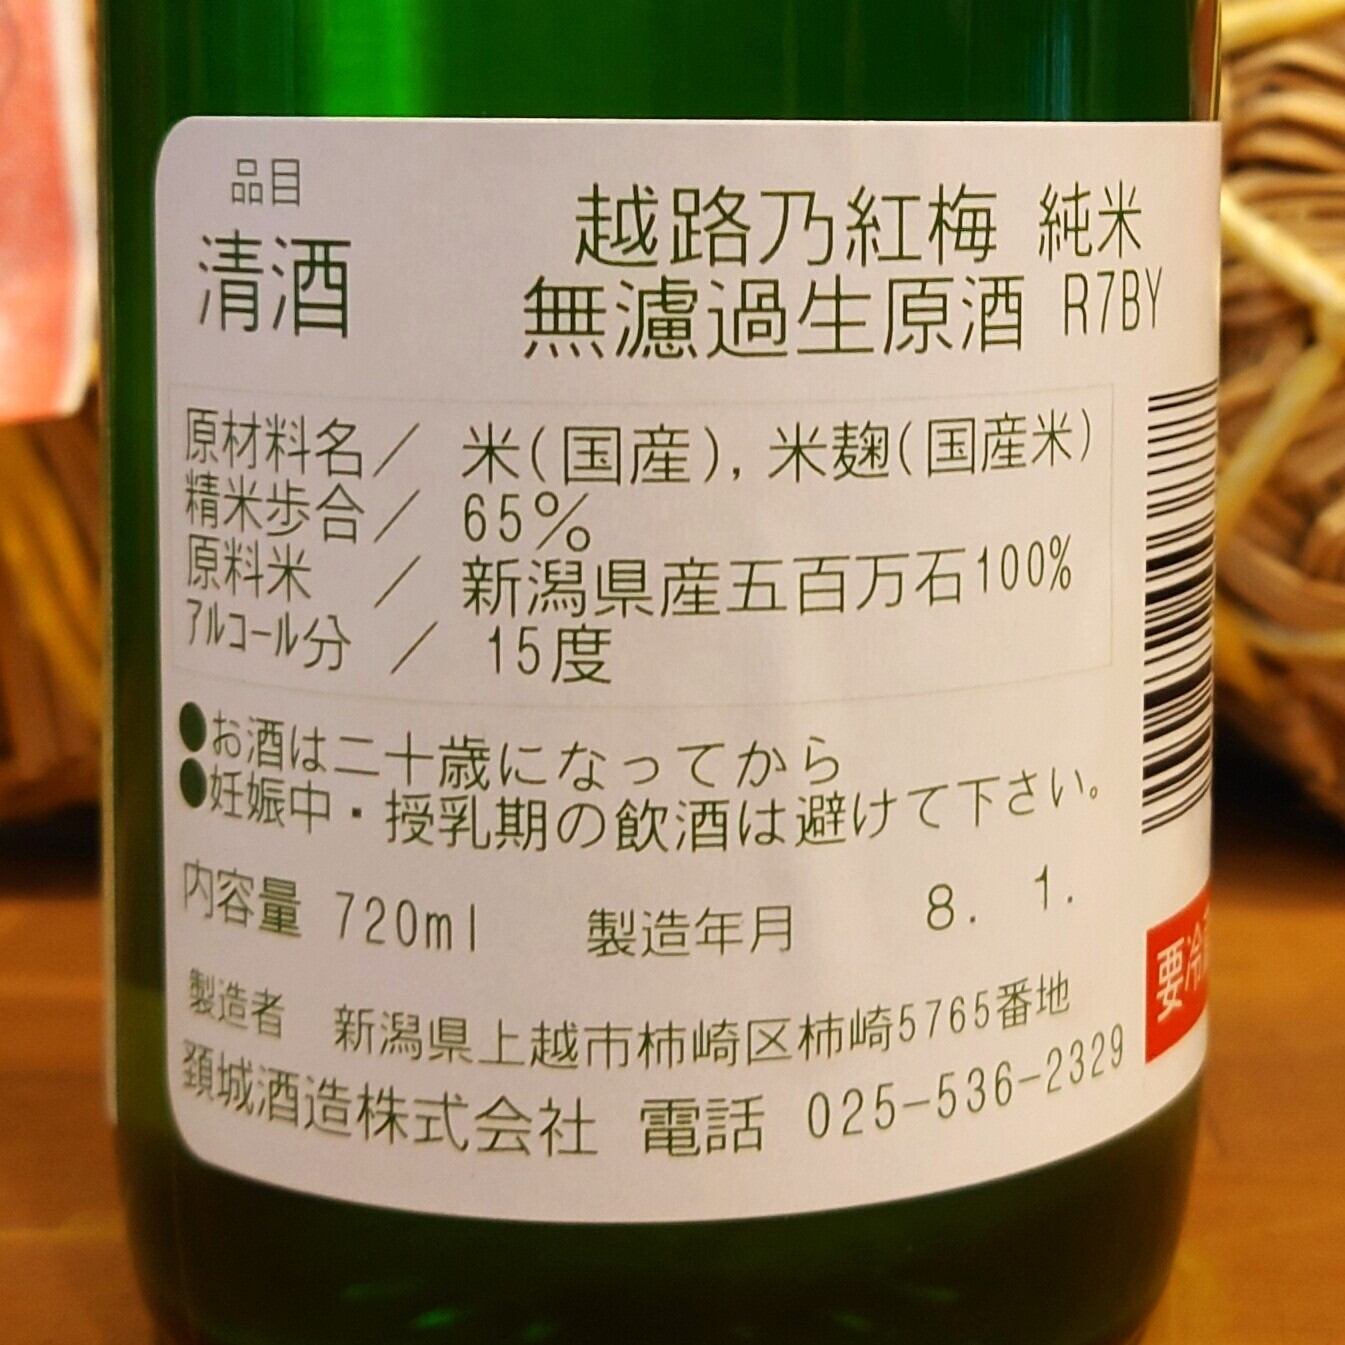 品目
清酒
越路乃紅梅 純米
無濾過生原酒 R7BY
原材料名／ 米(国産),米麹(国産米)
精米歩合／ 65%
原料米 ／ 新潟県産五百万石100%
ｱﾙｺｰﾙ分 ／ 15度
●お酒は二十歳になってから
●妊娠中・授乳期の飲酒は避けて下さい。
内容量 720ml 製造年月 8. 1.
製造者 新潟県上越市柿崎区柿崎5765番地
頚城酒造株式会社 電話 025-536-2329
要冷